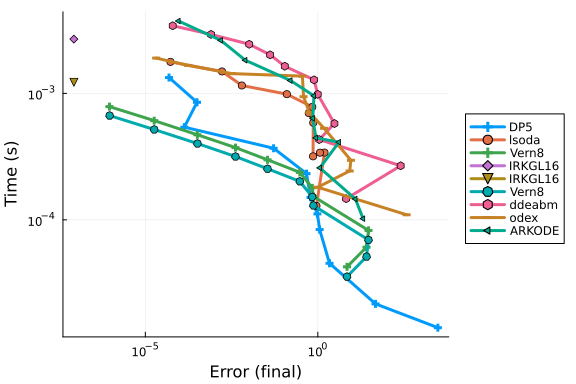 10⁻³
10⁻⁴
Time (s)
10⁻⁵
10⁰
Error (final)
DP5
lsoda
Vern8
IRKGL16
IRKGL16
Vern8
ddeabm
odex
ARKODE